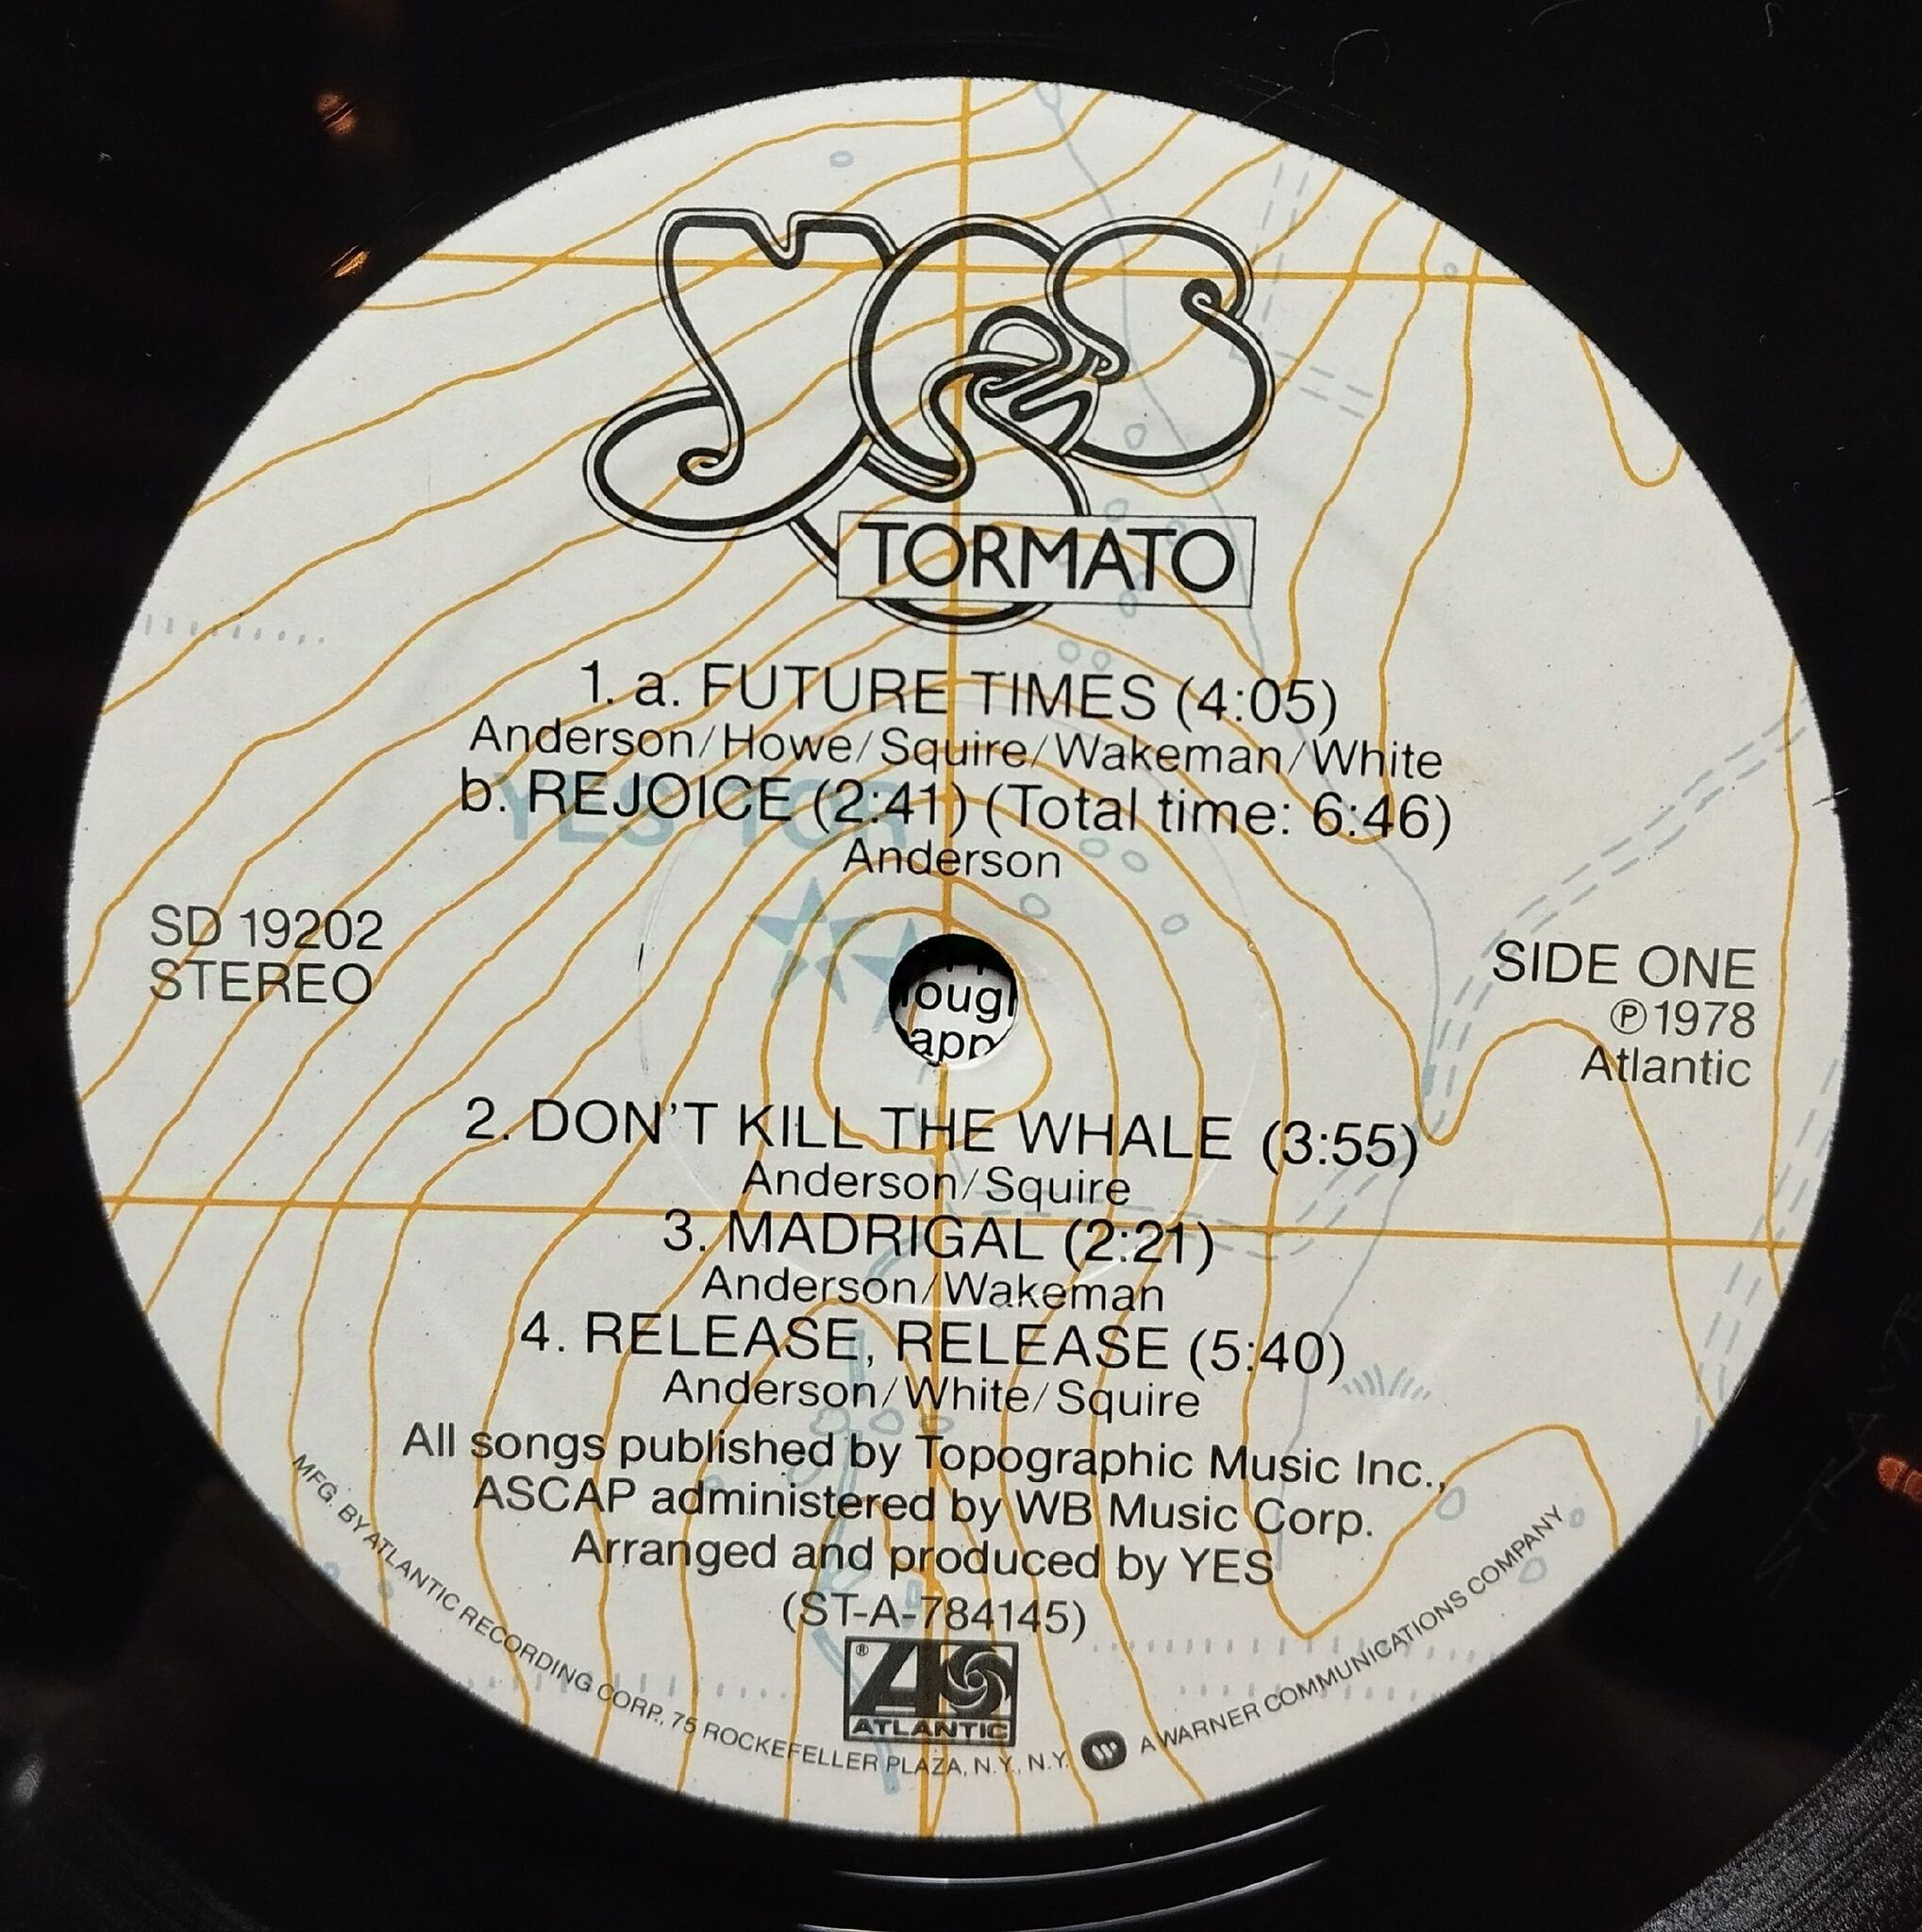 YES
TORMATO
1. a. FUTURE TIMES (4:05)
Anderson/Howe/Squire/Wakeman/White
b. REJOICE (2:41) (Total time: 6:46)
YES TOR
Anderson
SD 19202
STEREO
SIDE ONE
℗1978
Atlantic
2. DON'T KILL THE WHALE (3:55)
Anderson/Squire
3. MADRIGAL (2:21)
Anderson/Wakeman
4. RELEASE, RELEASE (5:40)
Anderson/White/Squire
All songs published by Topographic Music Inc.,
ASCAP administered by WB Music Corp.
Arranged and produced by YES
(ST-A-784145)
® A
ATLANTIC
MFG. BY ATLANTIC RECORDING CORP., 75 ROCKEFELLER PLAZA, N.Y., N.Y. A WARNER COMMUNICATIONS COMPANY